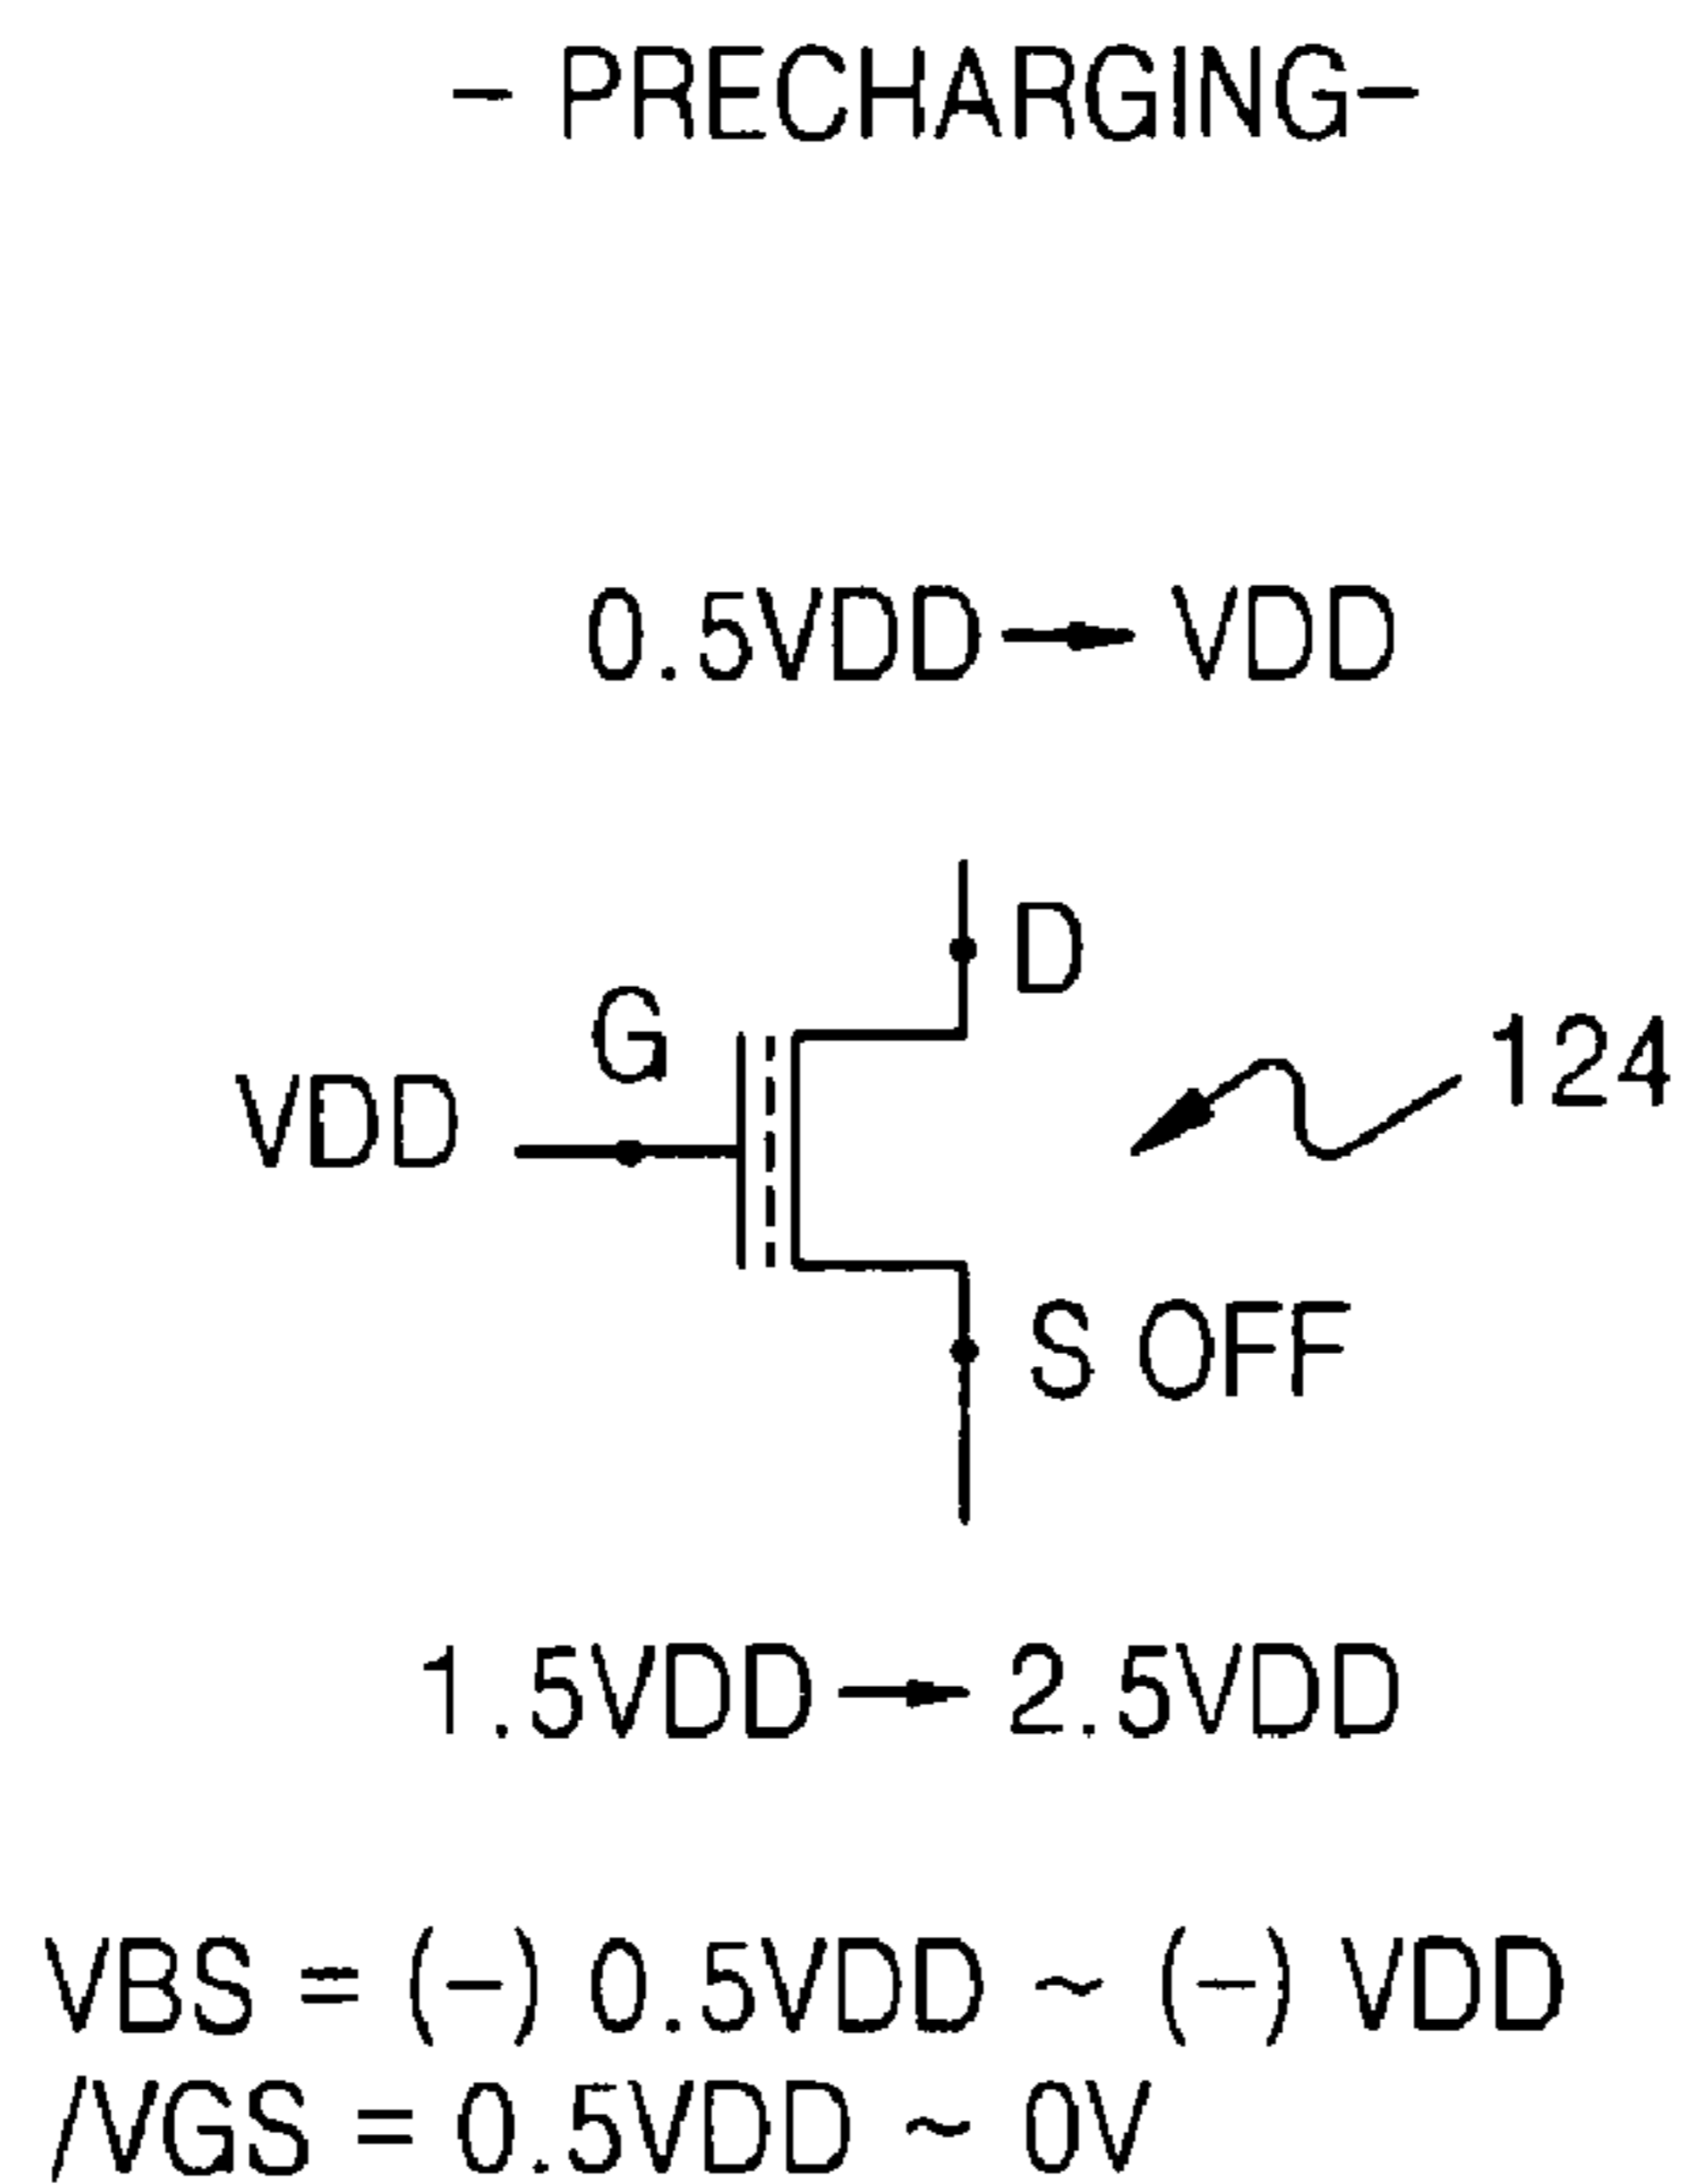 - PRECHARGING-
0.5VDD → VDD
D
G
124
VDD
S OFF
1.5VDD → 2.5VDD
VBS = (-) 0.5VDD ~ (-) VDD
/VGS = 0.5VDD ~ 0V